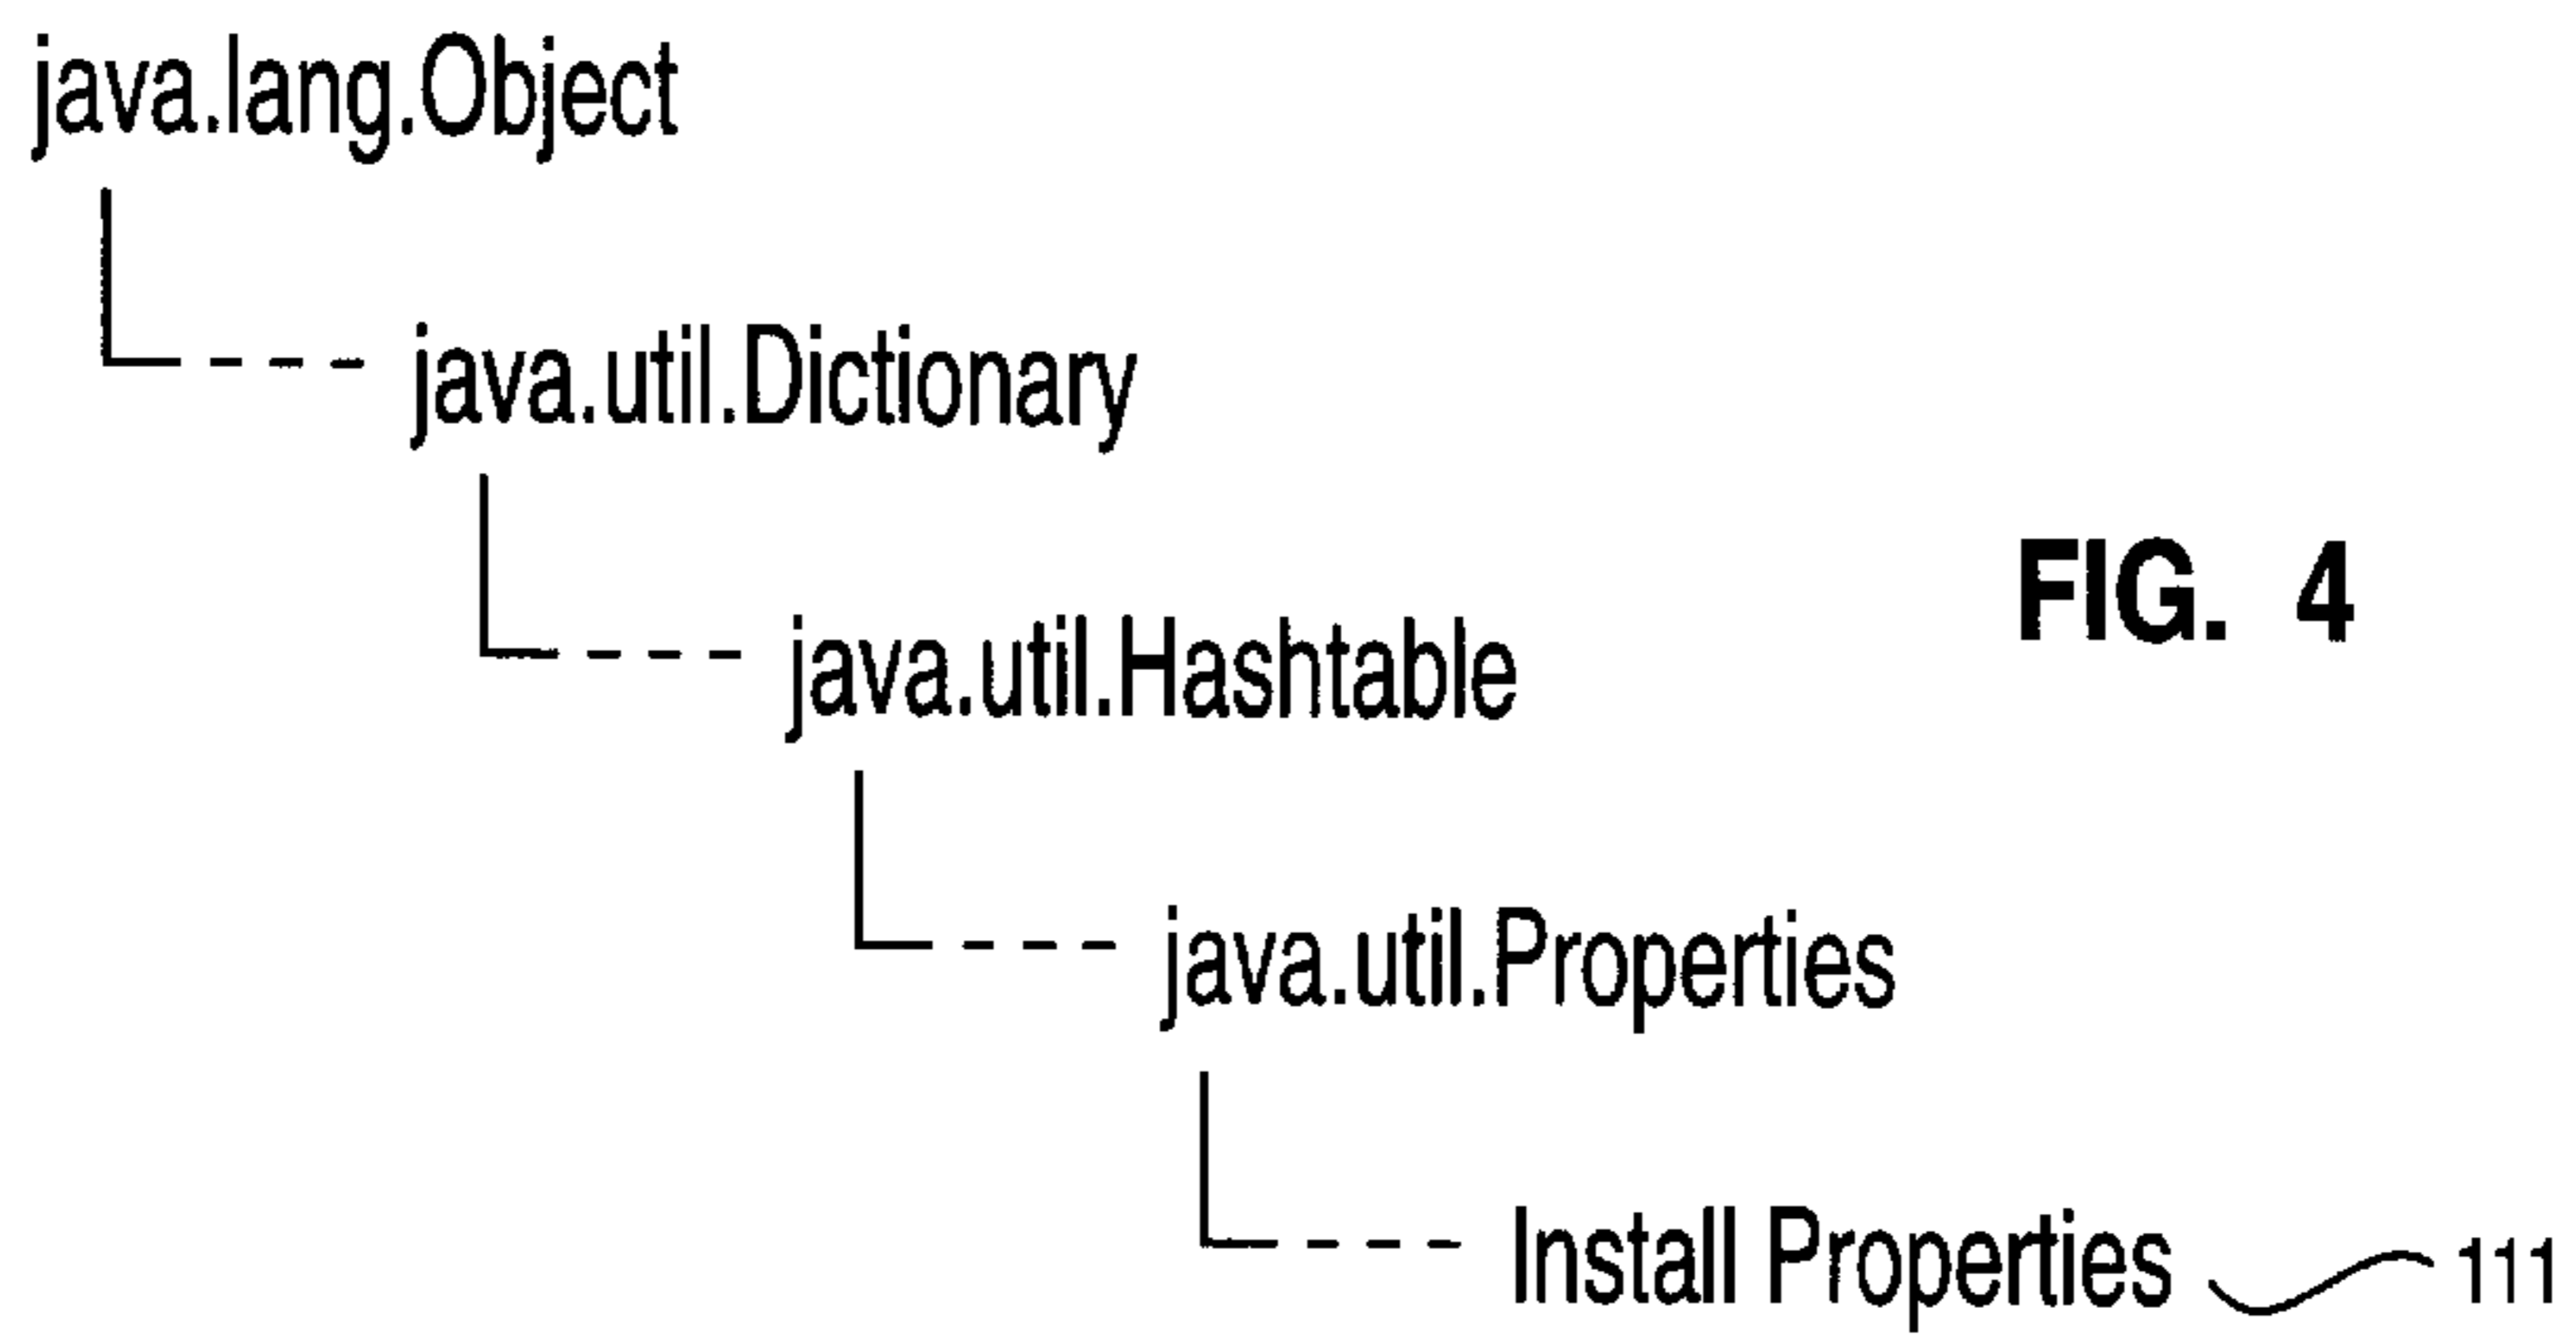 java.lang.Object
java.util.Dictionary
java.util.Hashtable
FIG. 4
java.util.Properties
Install Properties 111